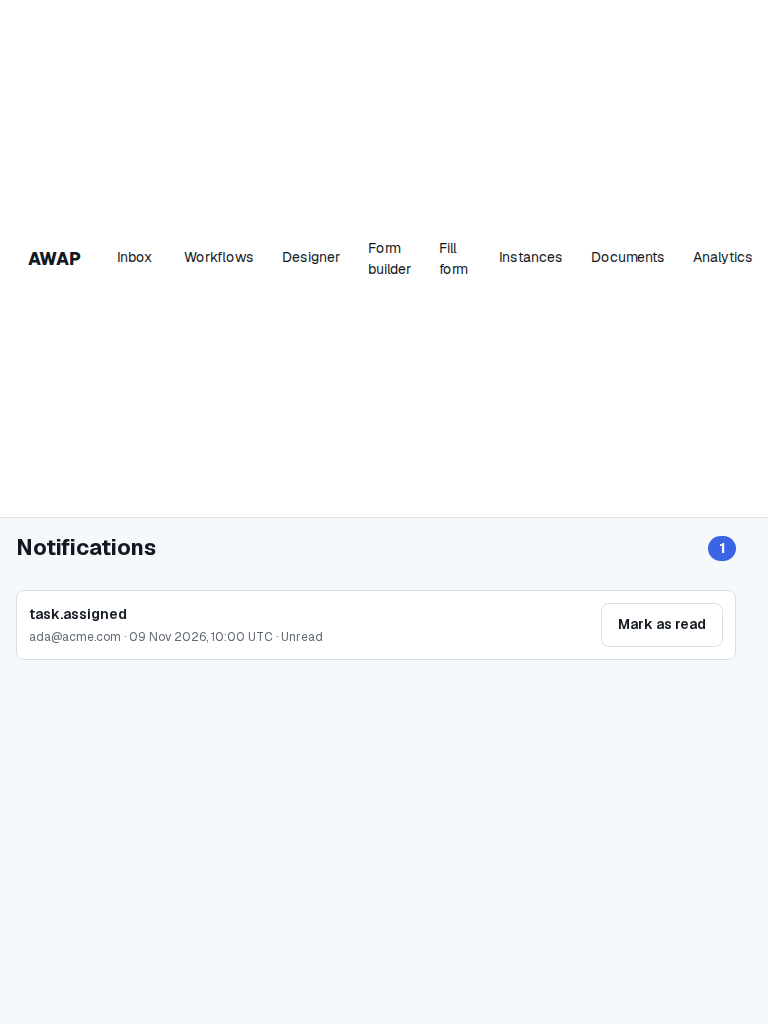 AWAP Inbox Workflows Designer Form builder Fill form Instances Documents Analytics
Notifications 1
task.assigned
ada@acme.com · 09 Nov 2026, 10:00 UTC · Unread
Mark as read